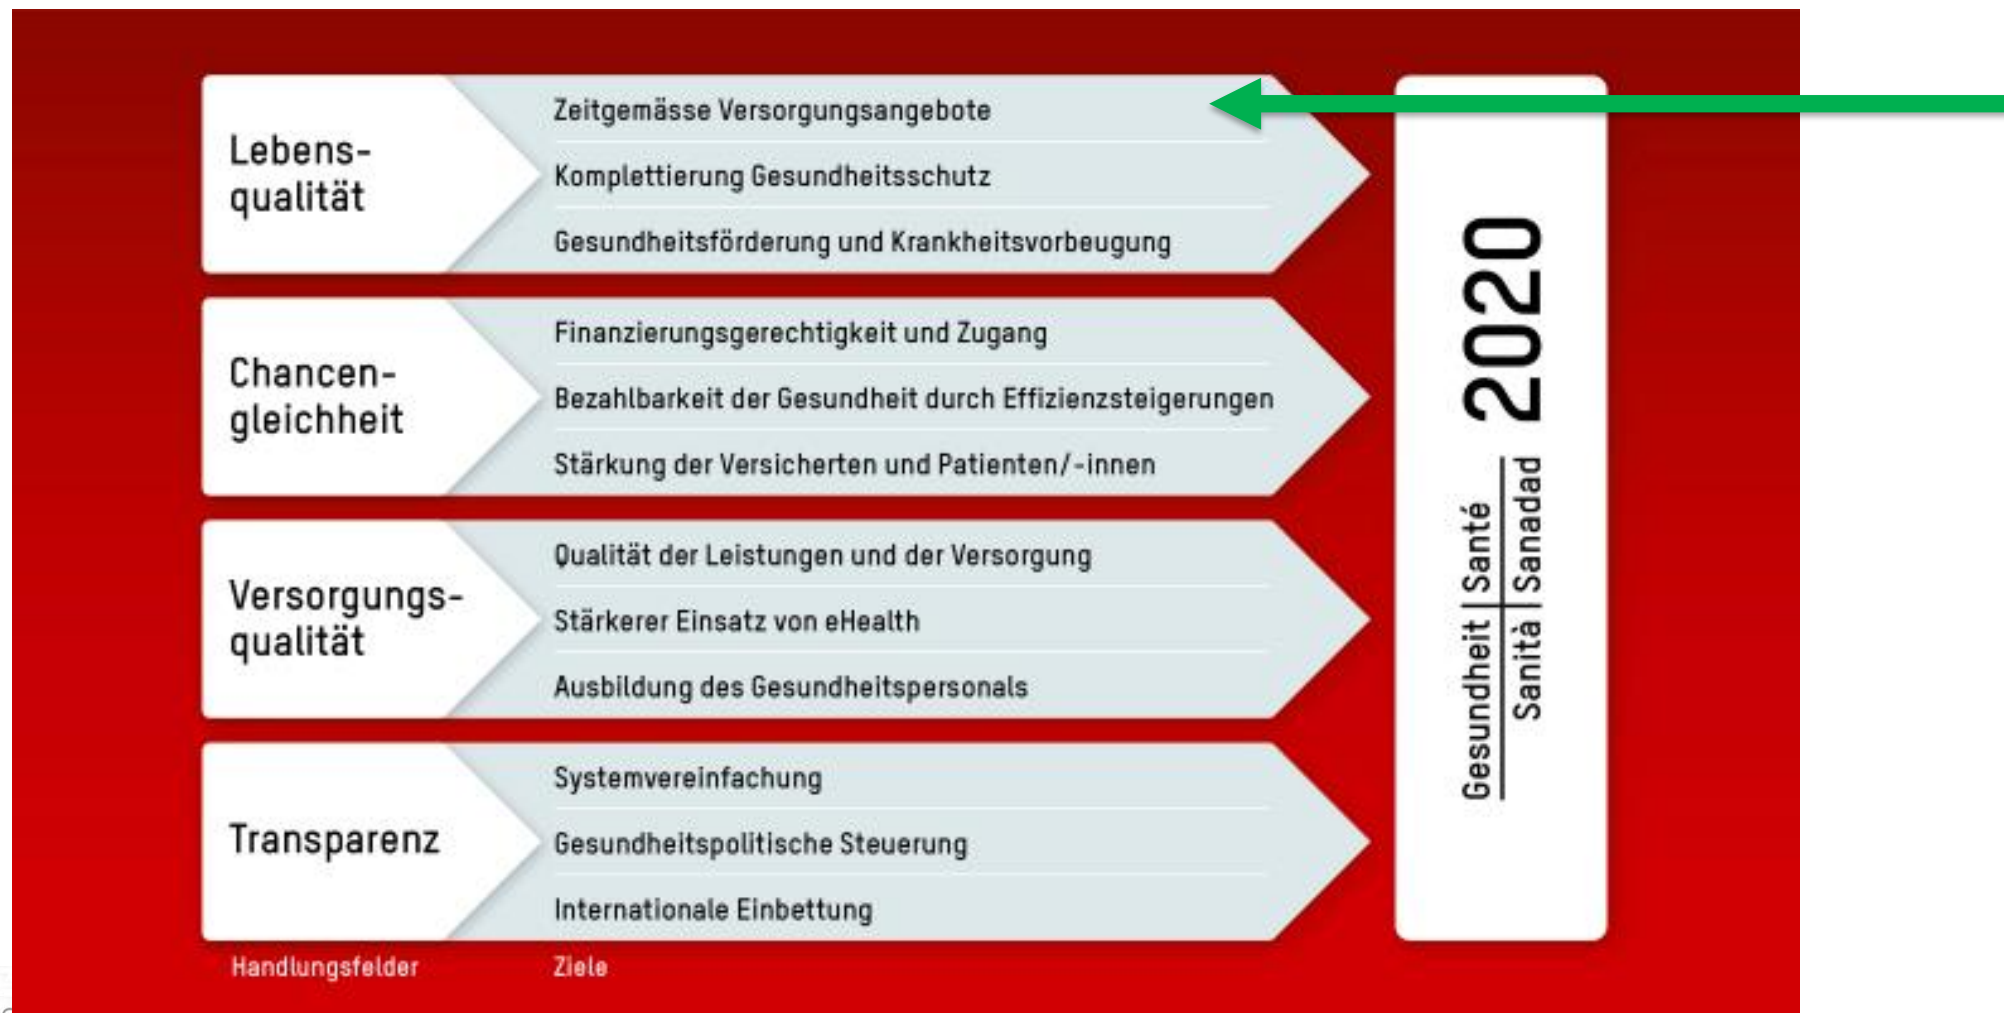 Lebens-
qualität
Zeitgemässe Versorgungsangebote
Komplettierung Gesundheitsschutz
Gesundheitsförderung und Krankheitsvorbeugung
Chancen-
gleichheit
Finanzierungsgerechtigkeit und Zugang
Bezahlbarkeit der Gesundheit durch Effizienzsteigerungen
Stärkung der Versicherten und Patienten/-innen
Versorgungs-
qualität
Qualität der Leistungen und der Versorgung
Stärkerer Einsatz von eHealth
Ausbildung des Gesundheitspersonals
Transparenz
Systemvereinfachung
Gesundheitspolitische Steuerung
Internationale Einbettung
Handlungsfelder
Ziele
Gesundheit | Santé
Sanità | Sanadad
2020